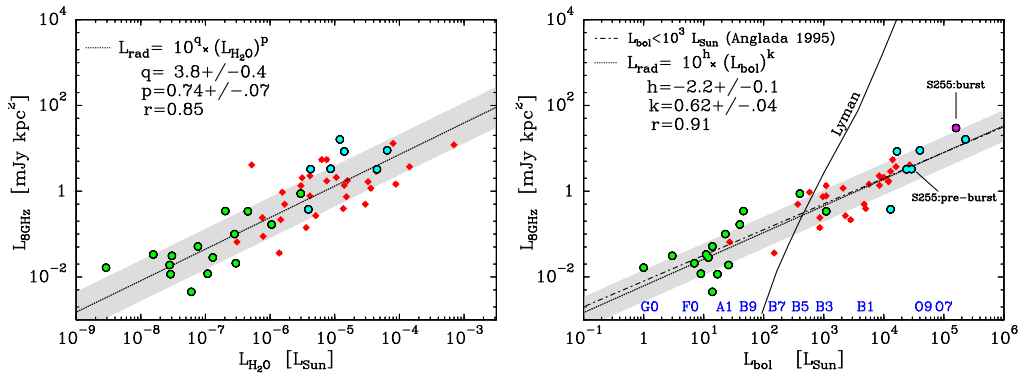 L_rad= 10^q × (L_H₂O)^p
q= 3.8+/−0.4
p=0.74+/−.07
r=0.85
10^4
10^2
1
10^−2
L_8GHz [mJy kpc^2]
10^−9 10^−8 10^−7 10^−6 10^−5 10^−4 10^−3
L_H₂O [L_Sun]
L_bol<10^3 L_Sun (Anglada 1995)
L_rad= 10^h × (L_bol)^k
h=−2.2+/−0.1
k=0.62+/−.04
r=0.91
Lyman
S255:burst
S255:pre−burst
10^4
10^2
1
10^−2
L_8GHz [mJy kpc^2]
G0 F0 A1 B9 B7 B5 B3 B1 O9 O7
10^−1 1 10^1 10^2 10^3 10^4 10^5 10^6
L_bol [L_Sun]